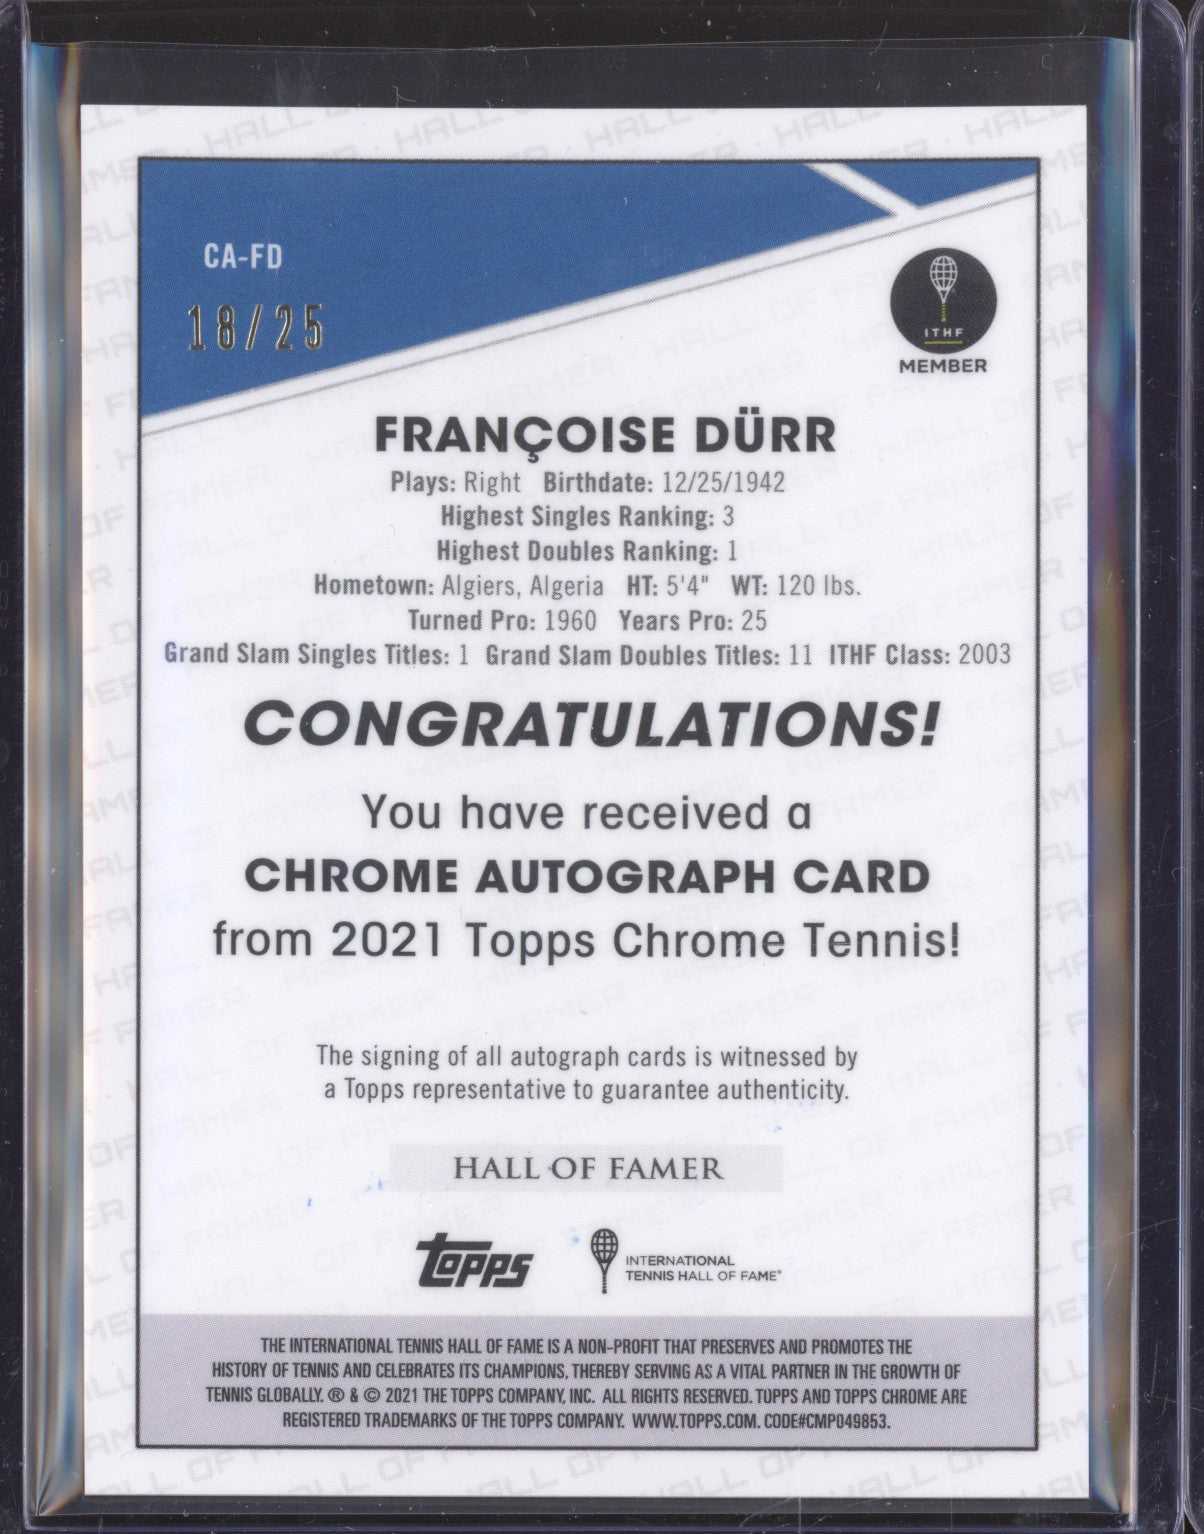 CA-FD
18/25
ITHF
MEMBER
FRANÇOISE DÜRR
Plays: Right Birthdate: 12/25/1942
Highest Singles Ranking: 3
Highest Doubles Ranking: 1
Hometown: Algiers, Algeria HT: 5'4" WT: 120 lbs.
Turned Pro: 1960 Years Pro: 25
Grand Slam Singles Titles: 1 Grand Slam Doubles Titles: 11 ITHF Class: 2003
CONGRATULATIONS!
You have received a
CHROME AUTOGRAPH CARD
from 2021 Topps Chrome Tennis!
The signing of all autograph cards is witnessed by
a Topps representative to guarantee authenticity.
HALL OF FAMER
Topps
INTERNATIONAL
TENNIS HALL OF FAME®
THE INTERNATIONAL TENNIS HALL OF FAME IS A NON-PROFIT THAT PRESERVES AND PROMOTES THE
HISTORY OF TENNIS AND CELEBRATES ITS CHAMPIONS, THEREBY SERVING AS A VITAL PARTNER IN THE GROWTH OF
TENNIS GLOBALLY. ® & © 2021 THE TOPPS COMPANY, INC. ALL RIGHTS RESERVED. TOPPS AND TOPPS CHROME ARE
REGISTERED TRADEMARKS OF THE TOPPS COMPANY. WWW.TOPPS.COM. CODE#CMP049853.